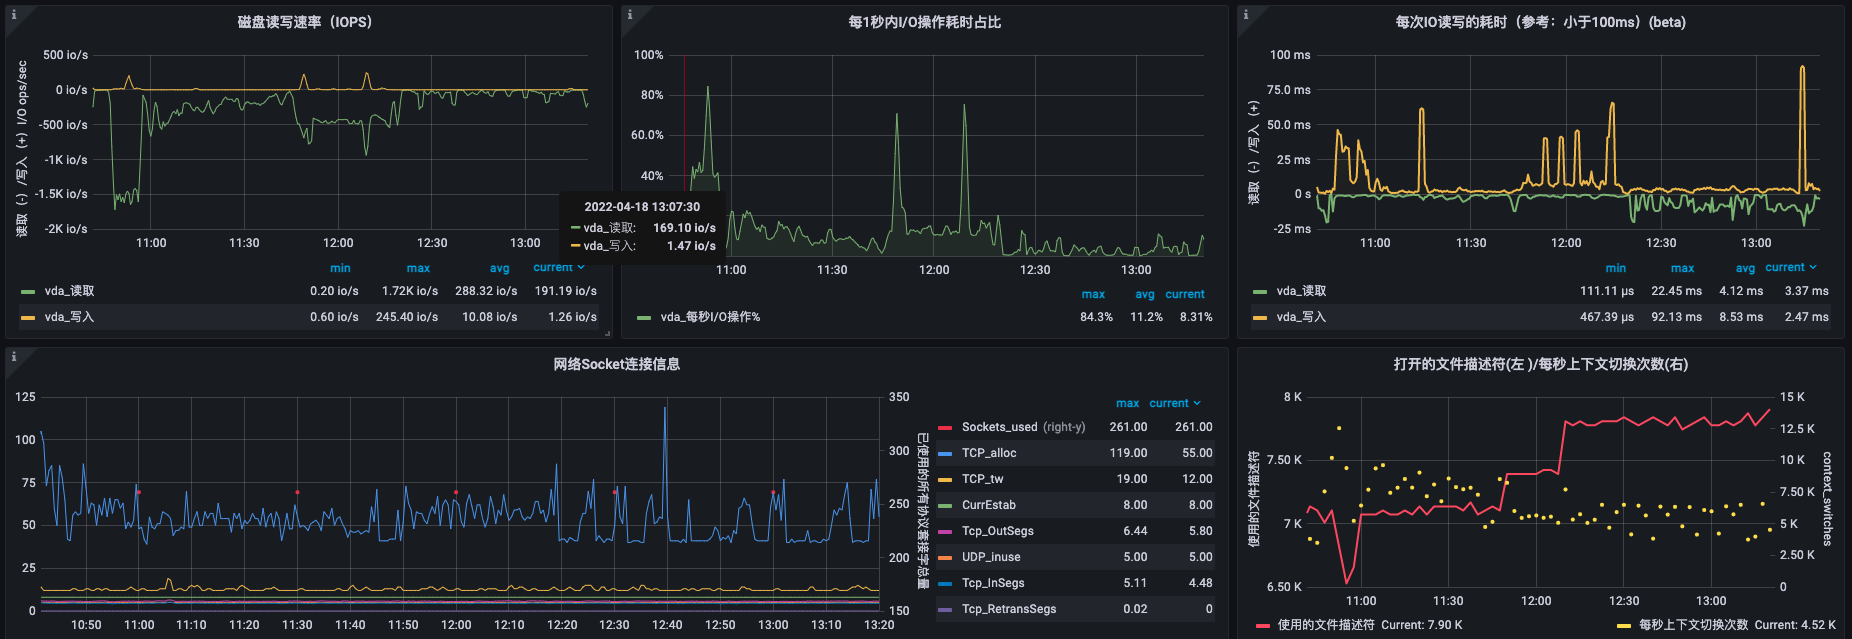 磁盘读写速率（IOPS）
读取（-）/写入（+）I/O ops/sec
500 io/s
0 io/s
-500 io/s
-1K io/s
-1.5K io/s
-2K io/s
11:00 11:30 12:00 12:30 13:00
min max avg current
vda_读取 0.20 io/s 1.72K io/s 288.32 io/s 191.19 io/s
vda_写入 0.60 io/s 245.40 io/s 10.08 io/s 1.26 io/s
2022-04-18 13:07:30
vda_读取: 169.10 io/s
vda_写入: 1.47 io/s
每1秒内I/O操作耗时占比
100%
80%
60.0%
40%
11:00 11:30 12:00 12:30 13:00
max avg current
vda_每秒I/O操作% 84.3% 11.2% 8.31%
每次IO读写的耗时（参考：小于100ms）(beta)
读取（-）/写入（+）
100 ms
75.0 ms
50.0 ms
25 ms
0 s
-25 ms
11:00 11:30 12:00 12:30 13:00
min max avg current
vda_读取 111.11 µs 22.45 ms 4.12 ms 3.37 ms
vda_写入 467.39 µs 92.13 ms 8.53 ms 2.47 ms
网络Socket连接信息
125
100
75
50
25
0
350
300
250
200
150
已使用的所有协议套接字总量
10:50 11:00 11:10 11:20 11:30 11:40 11:50 12:00 12:10 12:20 12:30 12:40 12:50 13:00 13:10 13:20
max current
Sockets_used (right-y) 261.00 261.00
TCP_alloc 119.00 55.00
TCP_tw 19.00 12.00
CurrEstab 8.00 8.00
Tcp_OutSegs 6.44 5.80
UDP_inuse 5.00 5.00
Tcp_InSegs 5.11 4.48
Tcp_RetransSegs 0.02 0
打开的文件描述符(左 )/每秒上下文切换次数(右)
使用的文件描述符
8 K
7.50 K
7 K
6.50 K
15 K
12.5 K
10 K
7.50 K
5 K
2.50 K
0
context_switches
11:00 11:30 12:00 12:30 13:00
使用的文件描述符 Current: 7.90 K
每秒上下文切换次数 Current: 4.52 K